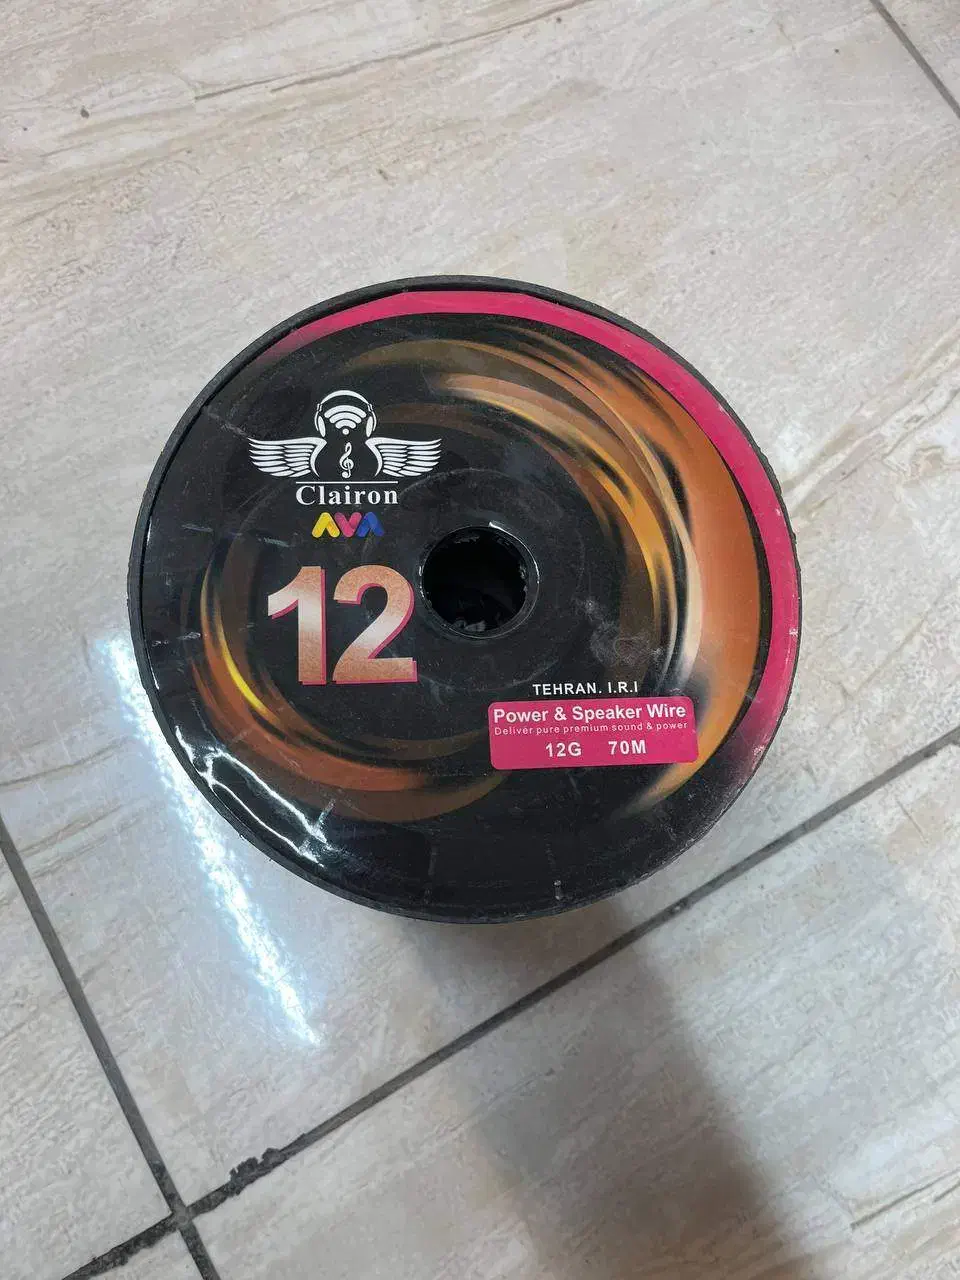 Clairon
AVA
12
TEHRAN. I.R.I
Power & Speaker Wire
Deliver pure premium sound & power
12G 70M